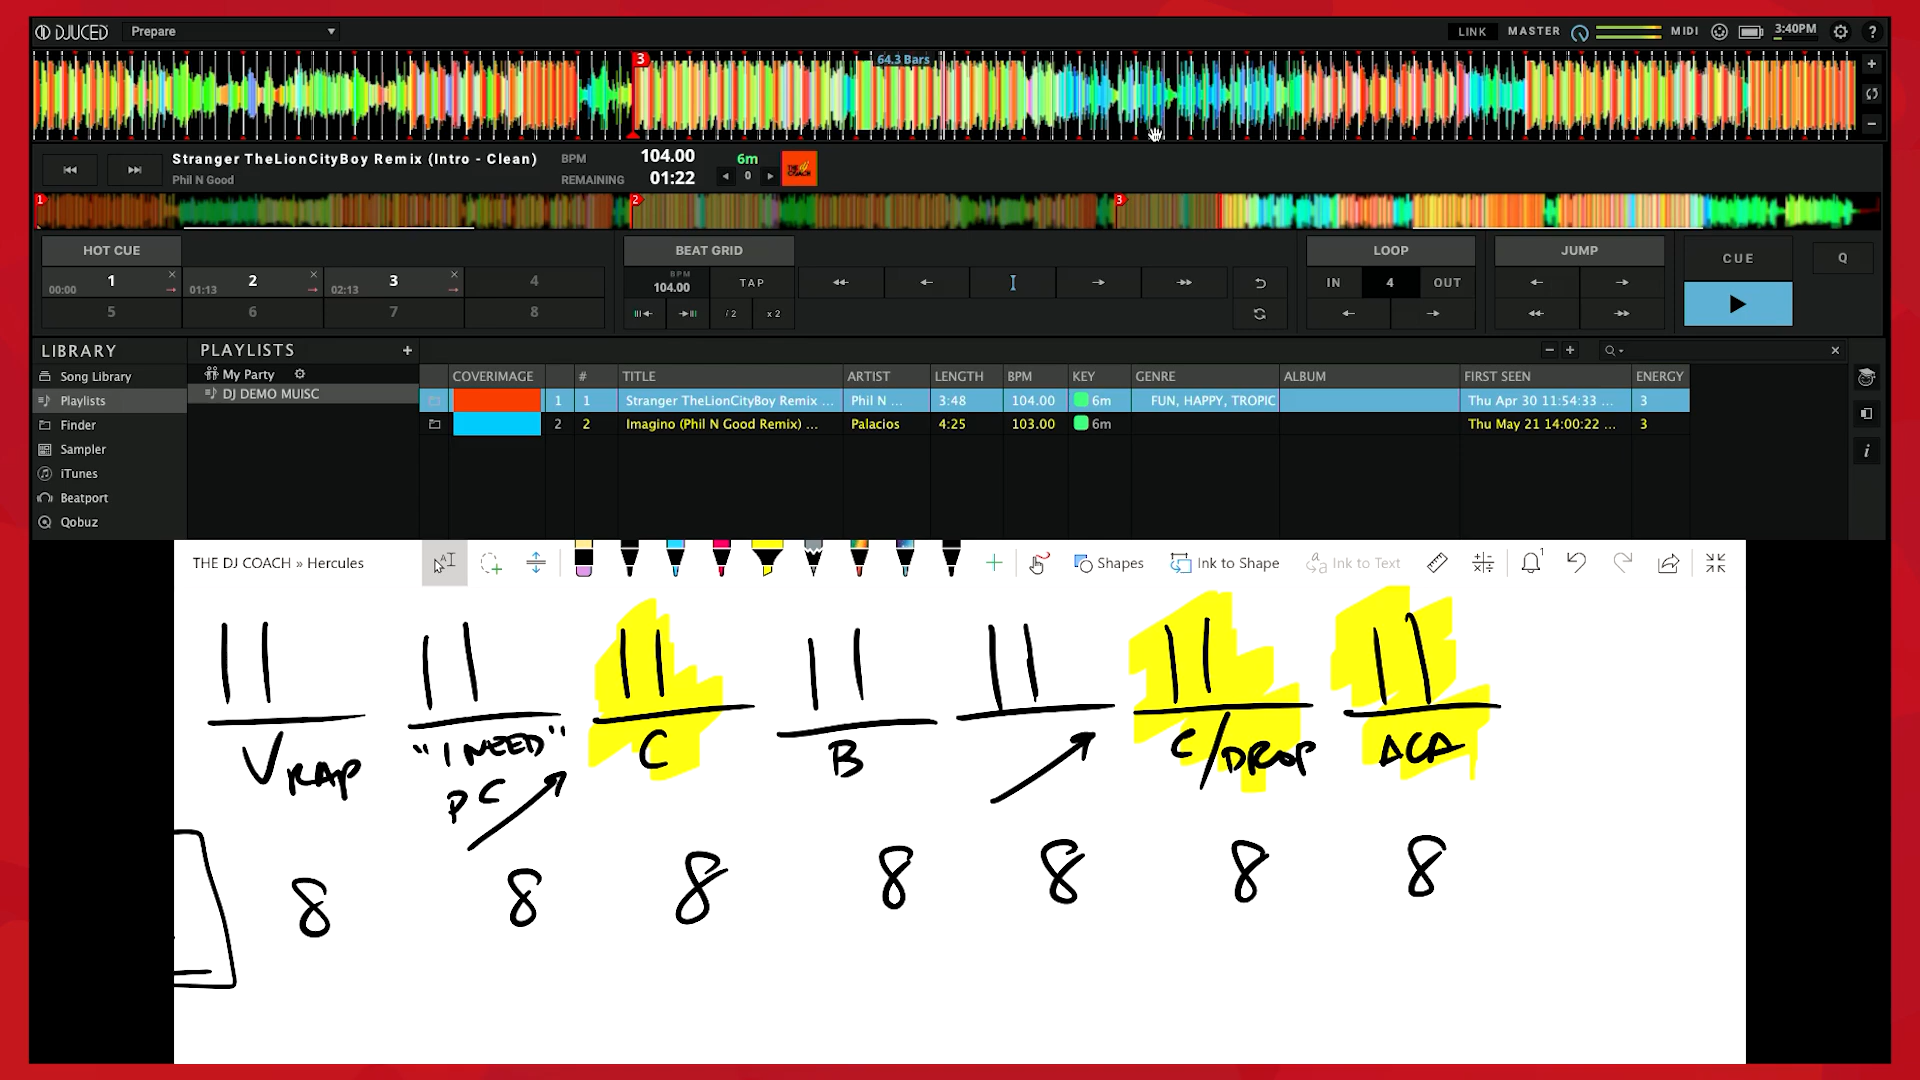 DJUCED Prepare LINK MASTER MIDI 3:40PM ?
3 64.3 Bars
Stranger TheLionCityBoy Remix (Intro - Clean) BPM 104.00 6m
Phil N Good REMAINING 01:22 0
1 2 3
HOT CUE BEAT GRID LOOP JUMP CUE Q
1 00:00 2 01:13 3 02:13 4 BPM 104.00 TAP IN 4 OUT
5 6 7 8 /2 x2
LIBRARY PLAYLISTS +
Song Library My Party COVERIMAGE # TITLE ARTIST LENGTH BPM KEY GENRE ALBUM FIRST SEEN ENERGY
Playlists DJ DEMO MUISC 1 1 Stranger TheLionCityBoy Remix ... Phil N ... 3:48 104.00 6m FUN, HAPPY, TROPIC Thu Apr 30 11:54:33 ... 3
Finder 2 2 Imagino (Phil N Good Remix) ... Palacios 4:25 103.00 6m Thu May 21 14:00:22 ... 3
Sampler
iTunes
Beatport
Qobuz
THE DJ COACH » Hercules Shapes Ink to Shape Ink to Text
V RAP "I NEED" C B C/DROP ACA
PC
8 8 8 8 8 8 8